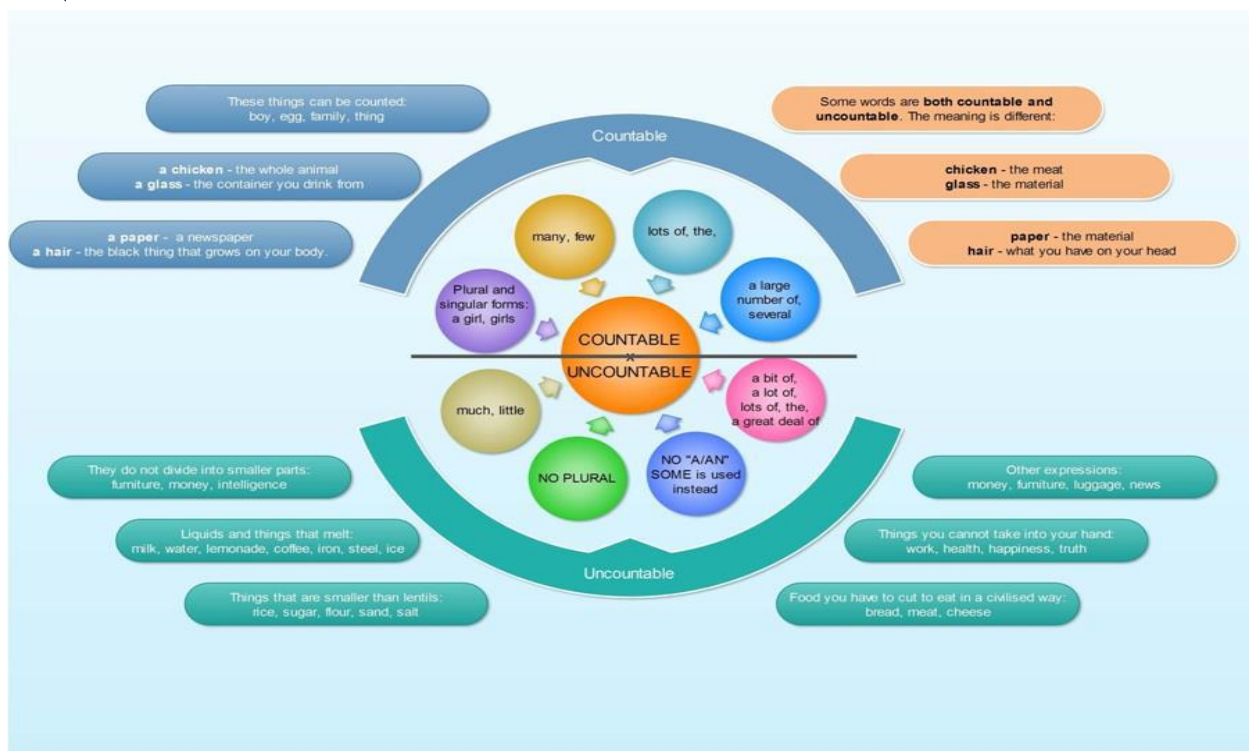 These things can be counted:
boy, egg, family, thing
a chicken - the whole animal
a glass - the container you drink from
a paper - a newspaper
a hair - the black thing that grows on your body.
Countable
Some words are both countable and
uncountable. The meaning is different:
chicken - the meat
glass - the material
paper - the material
hair - what you have on your head
many, few
lots of, the,
Plural and
singular forms:
a girl, girls
a large
number of,
several
COUNTABLE
x
UNCOUNTABLE
much, little
a bit of,
a lot of,
lots of, the,
a great deal of
NO PLURAL
NO "A/AN"
SOME is used
instead
They do not divide into smaller parts:
furniture, money, intelligence
Liquids and things that melt:
milk, water, lemonade, coffee, iron, steel, ice
Things that are smaller than lentils:
rice, sugar, flour, sand, salt
Uncountable
Other expressions:
money, furniture, luggage, news
Things you cannot take into your hand:
work, health, happiness, truth
Food you have to cut to eat in a civilised way:
bread, meat, cheese